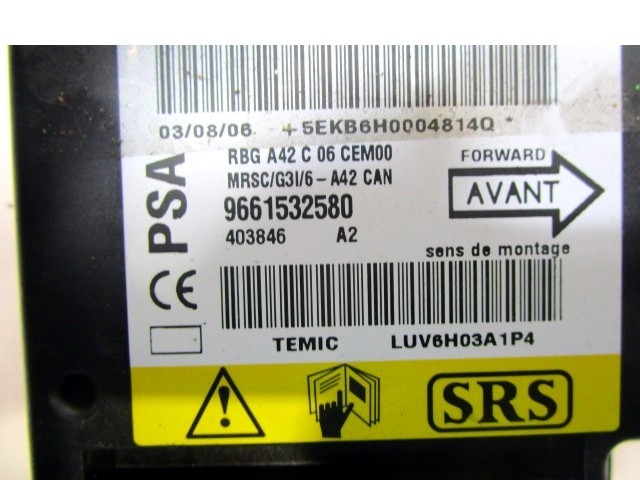 03/08/06 +5EKB6H0004814Q*
PSA
RBG A42 C 06 CEM00
MRSC/G3I/6-A42 CAN
9661532580
403846 A2
FORWARD
AVANT
sens de montage
CE
TEMIC LUV6H03A1P4
SRS